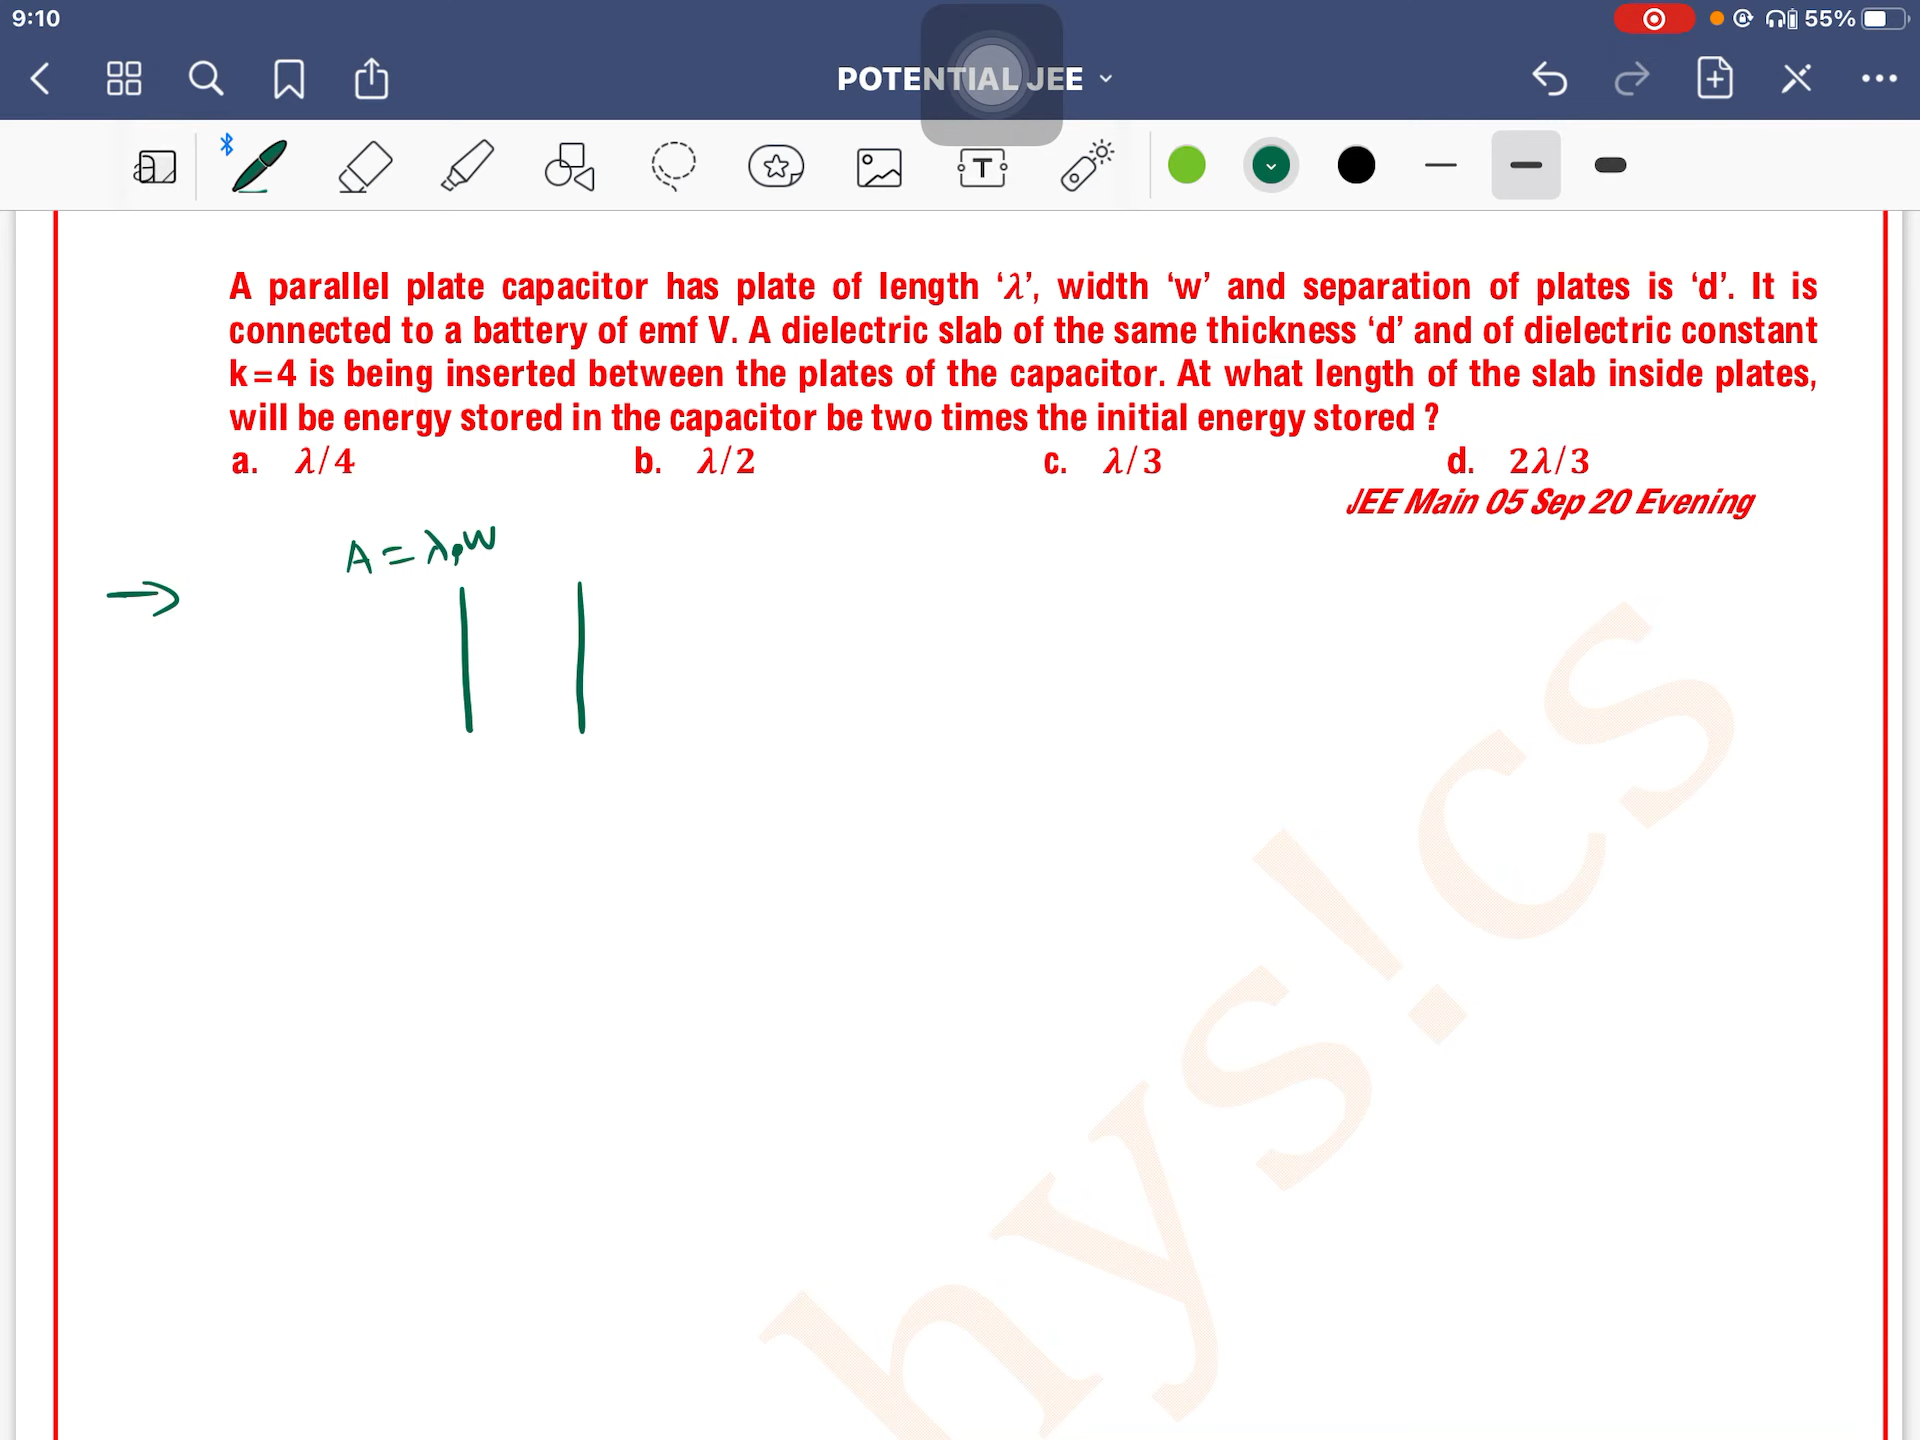 9:10
55%
POTENTIAL JEE
A parallel plate capacitor has plate of length ‘λ’, width ‘w’ and separation of plates is ‘d’. It is
connected to a battery of emf V. A dielectric slab of the same thickness ‘d’ and of dielectric constant
k=4 is being inserted between the plates of the capacitor. At what length of the slab inside plates,
will be energy stored in the capacitor be two times the initial energy stored ?
a. λ/4 b. λ/2 c. λ/3 d. 2λ/3
JEE Main 05 Sep 20 Evening
A = λ,w
hys!cs